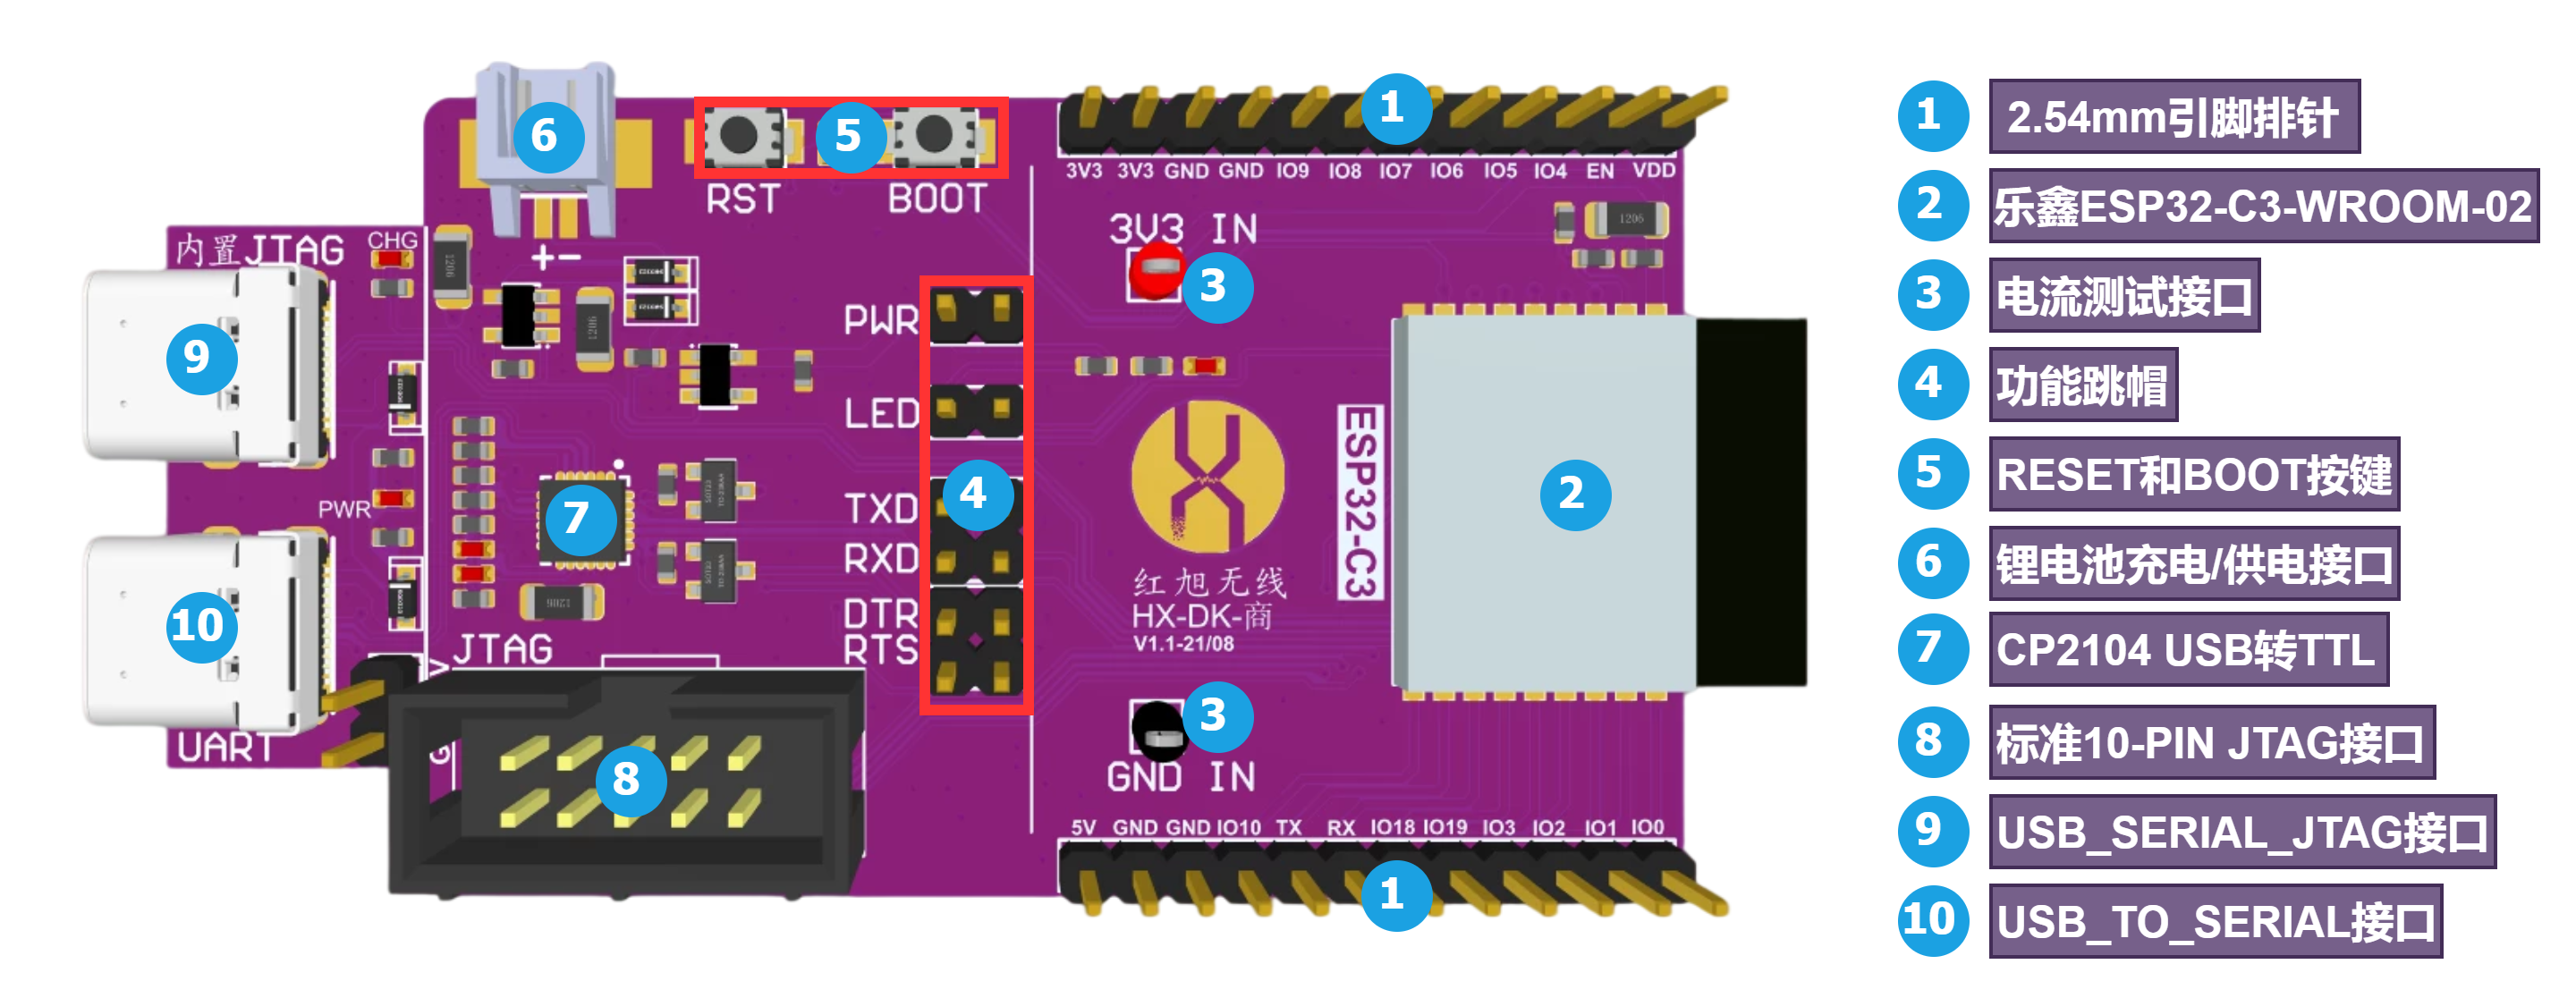 6
5
1
RST
BOOT
3V3 3V3 GND GND IO9 IO8 IO7 IO6 IO5 IO4 EN VDD
1206
内置JTAG
CHG
+-
3V3 IN
3
1206
1206
PWR
9
LED
ESP32-C3
7
4
2
TXD
PWR
RXD
红旭无线
HX-DK-商
V1.1-21/08
1206
DTR
RTS
10
JTAG
UART
3
GND IN
8
5V GND GND IO10 TX RX IO18 IO19 IO3 IO2 IO1 IO0
1
1 2.54mm引脚排针
2 乐鑫ESP32-C3-WROOM-02
3 电流测试接口
4 功能跳帽
5 RESET和BOOT按键
6 锂电池充电/供电接口
7 CP2104 USB转TTL
8 标准10-PIN JTAG接口
9 USB_SERIAL_JTAG接口
10 USB_TO_SERIAL接口